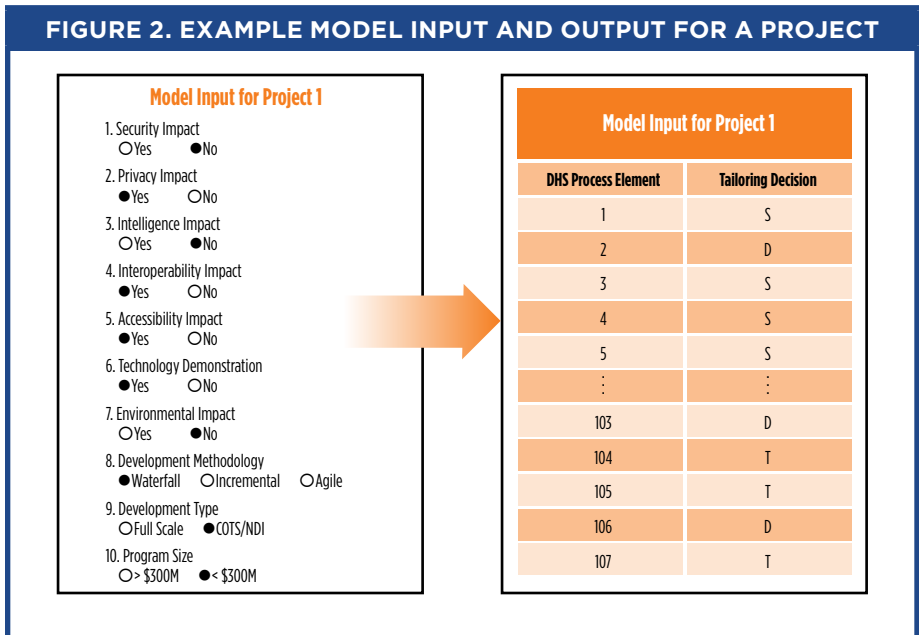 FIGURE 2. EXAMPLE MODEL INPUT AND OUTPUT FOR A PROJECT
Model Input for Project 1
1. Security Impact
○Yes ●No
2. Privacy Impact
●Yes ○No
3. Intelligence Impact
○Yes ●No
4. Interoperability Impact
●Yes ○No
5. Accessibility Impact
●Yes ○No
6. Technology Demonstration
●Yes ○No
7. Environmental Impact
○Yes ●No
8. Development Methodology
●Waterfall ○Incremental ○Agile
9. Development Type
○Full Scale ●COTS/NDI
10. Program Size
○> $300M ●< $300M
Model Input for Project 1
DHS Process Element Tailoring Decision
1 S
2 D
3 S
4 S
5 S
⋮ ⋮
103 D
104 T
105 T
106 D
107 T